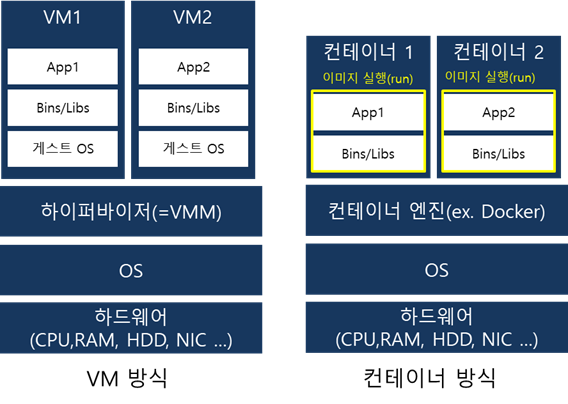 VM1
App1
Bins/Libs
게스트 OS
VM2
App2
Bins/Libs
게스트 OS
하이퍼바이저(=VMM)
OS
하드웨어
(CPU,RAM, HDD, NIC ...)
VM 방식
컨테이너 1
이미지 실행(run)
App1
Bins/Libs
컨테이너 2
이미지 실행(run)
App2
Bins/Libs
컨테이너 엔진(ex. Docker)
OS
하드웨어
(CPU,RAM, HDD, NIC ...)
컨테이너 방식